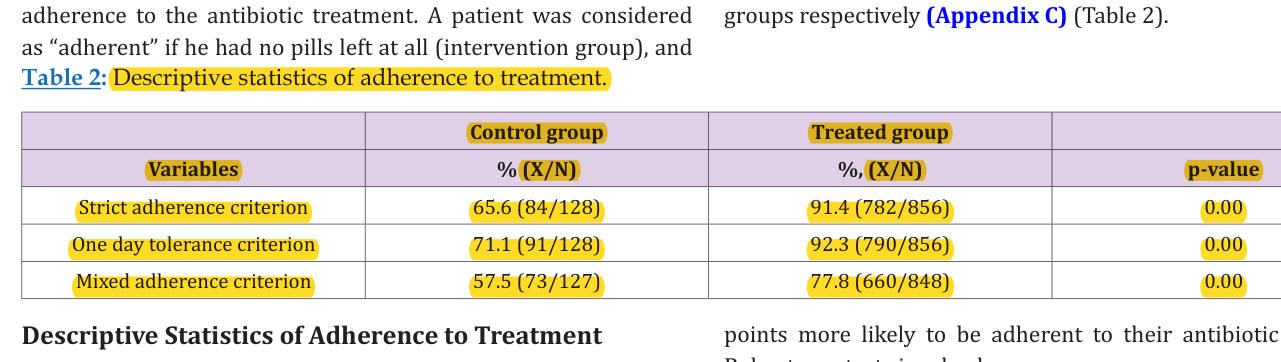 adherence to the antibiotic treatment. A patient was considered
as “adherent” if he had no pills left at all (intervention group), and
groups respectively (Appendix C) (Table 2).
Table 2: Descriptive statistics of adherence to treatment.
Control group Treated group
Variables % (X/N) %, (X/N) p-value
Strict adherence criterion 65.6 (84/128) 91.4 (782/856) 0.00
One day tolerance criterion 71.1 (91/128) 92.3 (790/856) 0.00
Mixed adherence criterion 57.5 (73/127) 77.8 (660/848) 0.00
Descriptive Statistics of Adherence to Treatment
points more likely to be adherent to their antibiotic